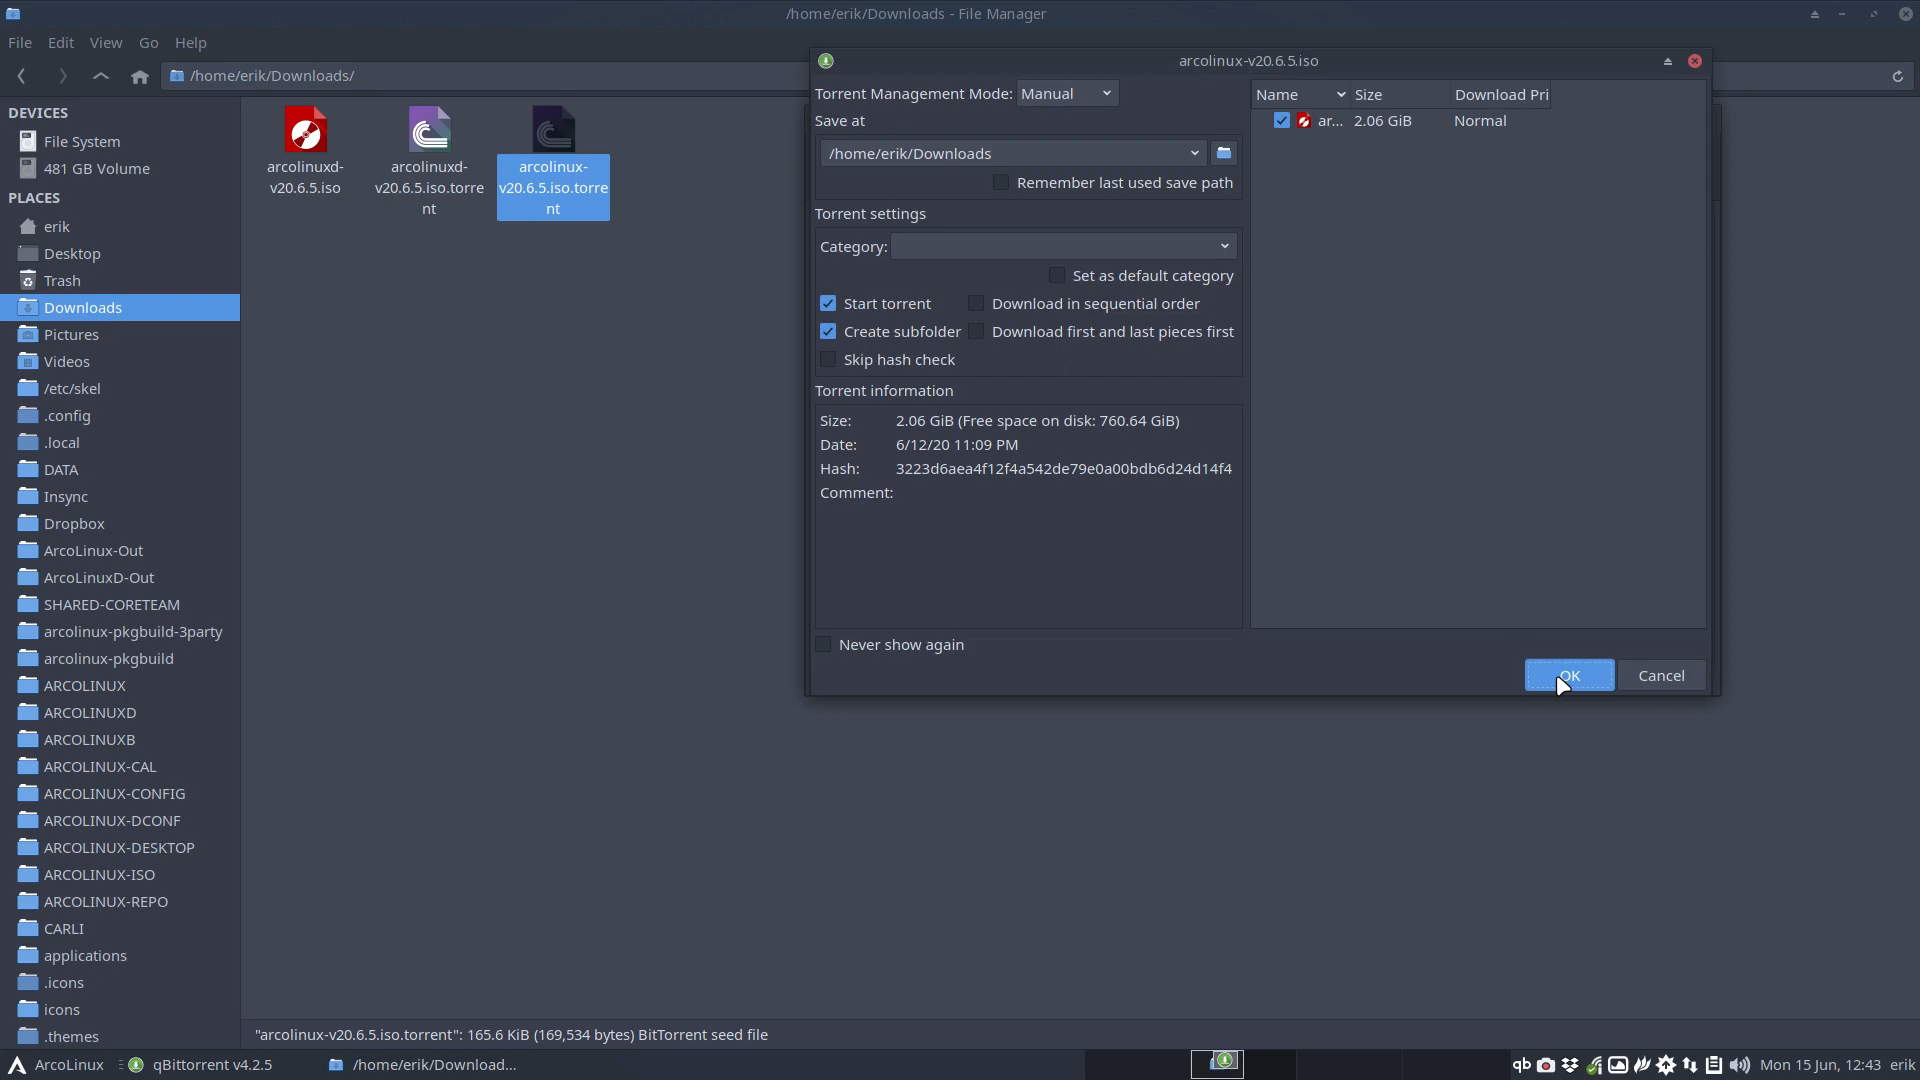 /home/erik/Downloads - File Manager
File Edit View Go Help
/home/erik/Downloads/
DEVICES
File System
481 GB Volume
PLACES
erik
Desktop
Trash
Downloads
Pictures
Videos
/etc/skel
.config
.local
DATA
Insync
Dropbox
ArcoLinux-Out
ArcoLinuxD-Out
SHARED-CORETEAM
arcolinux-pkgbuild-3party
arcolinux-pkgbuild
ARCOLINUX
ARCOLINUXD
ARCOLINUXB
ARCOLINUX-CAL
ARCOLINUX-CONFIG
ARCOLINUX-DCONF
ARCOLINUX-DESKTOP
ARCOLINUX-ISO
ARCOLINUX-REPO
CARLI
applications
.icons
icons
.themes
arcolinuxd-
v20.6.5.iso
arcolinuxd-
v20.6.5.iso.torre
nt
arcolinux-
v20.6.5.iso.torre
nt
arcolinux-v20.6.5.iso
Torrent Management Mode: Manual
Save at
/home/erik/Downloads
Remember last used save path
Torrent settings
Category:
Set as default category
Start torrent Download in sequential order
Create subfolder Download first and last pieces first
Skip hash check
Torrent information
Size: 2.06 GiB (Free space on disk: 760.64 GiB)
Date: 6/12/20 11:09 PM
Hash: 3223d6aea4f12f4a542de79e0a00bdb6d24d14f4
Comment:
Never show again
Name Size Download Pri
ar... 2.06 GiB Normal
OK Cancel
"arcolinux-v20.6.5.iso.torrent": 165.6 KiB (169,534 bytes) BitTorrent seed file
ArcoLinux qBittorrent v4.2.5 /home/erik/Download... qb Mon 15 Jun, 12:43 erik